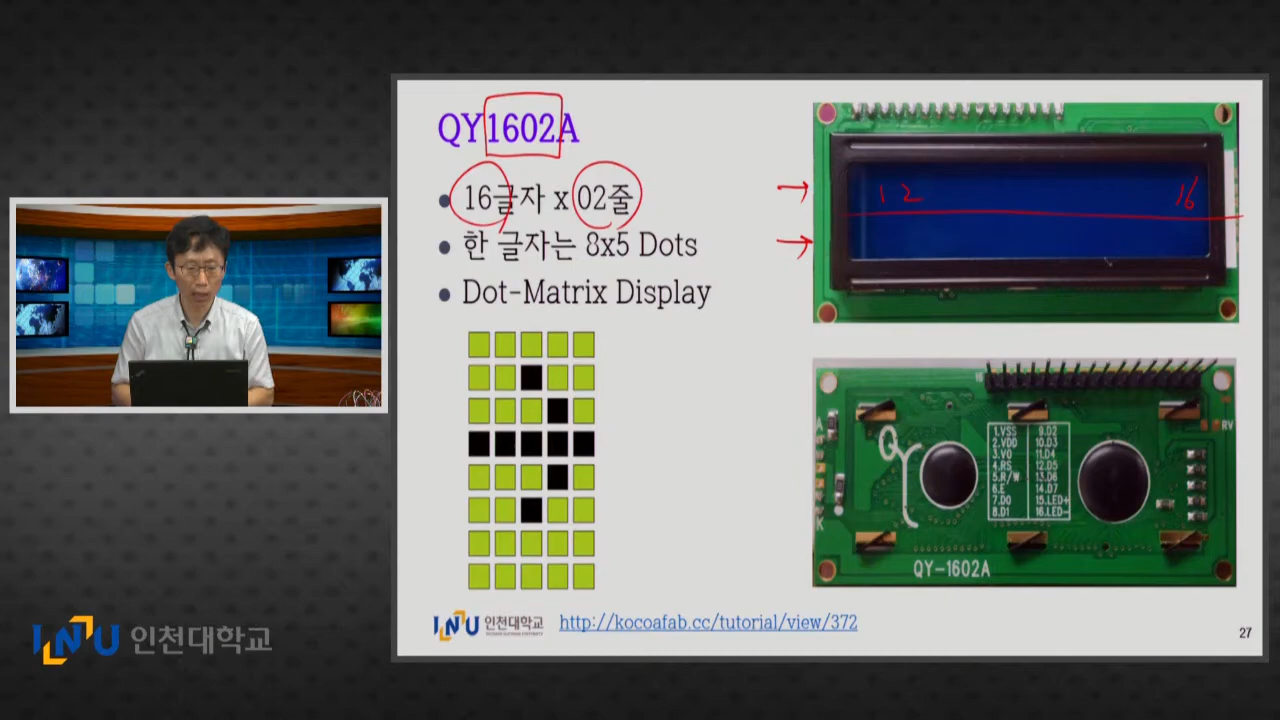 QY1602A
16글자 x 02줄
한 글자는 8x5 Dots
Dot-Matrix Display
1 2 16
A
K
Q
1.VSS 9.D2
2.VDD 10.D3
3.VO 11.D4
4.RS 12.D5
5.R/W 13.D6
6.E 14.D7
7.D0 15.LED+
8.D1 16.LED-
RV
QY-1602A
INU 인천대학교
http://kocoafab.cc/tutorial/view/372
27
INU 인천대학교